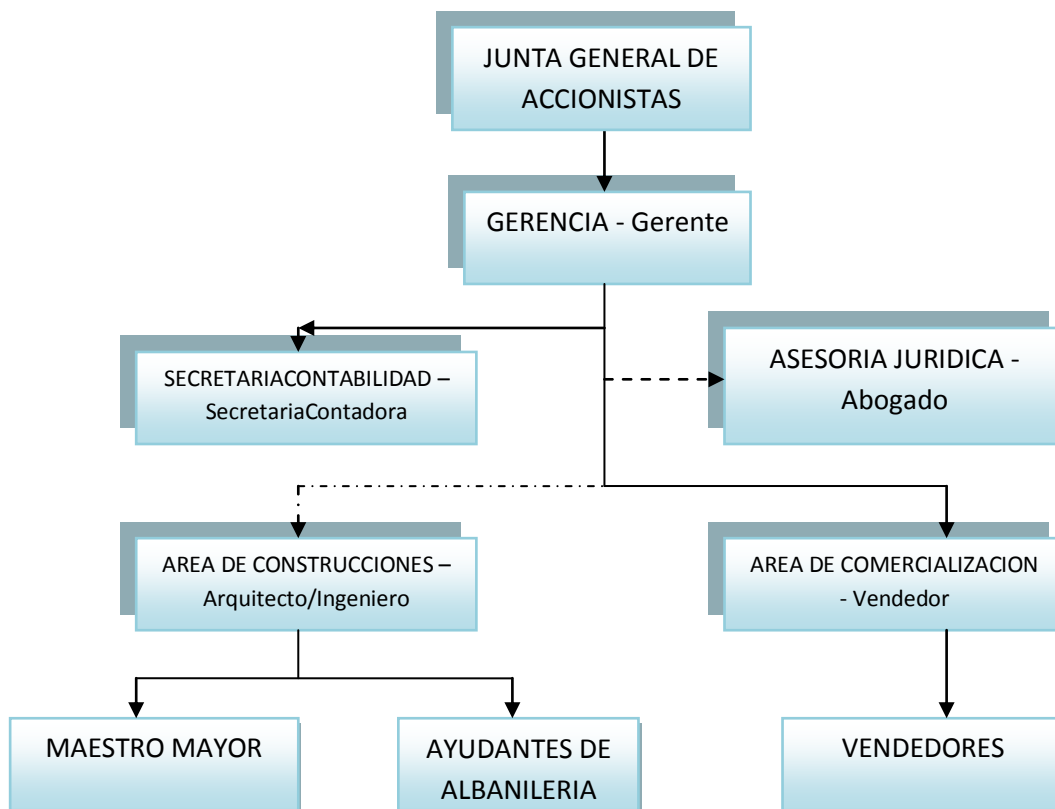 JUNTA GENERAL DE
ACCIONISTAS
GERENCIA - Gerente
SECRETARIACONTABILIDAD –
SecretariaContadora
ASESORIA JURIDICA -
Abogado
AREA DE CONSTRUCCIONES –
Arquitecto/Ingeniero
AREA DE COMERCIALIZACION
- Vendedor
MAESTRO MAYOR
AYUDANTES DE
ALBANILERIA
VENDEDORES